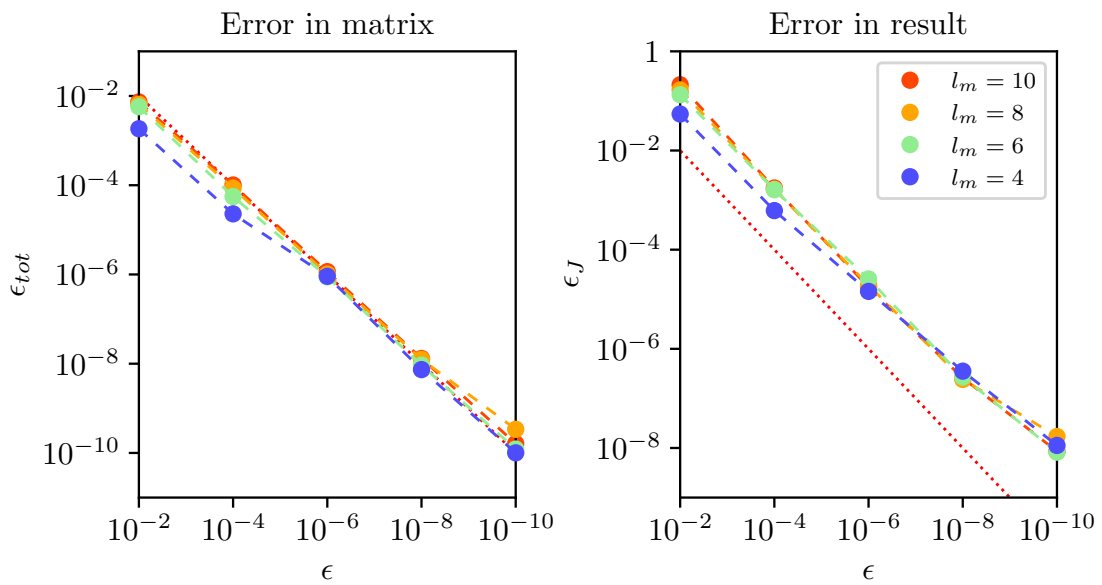 Error in matrix
10^{-2}
10^{-4}
10^{-6}
10^{-8}
10^{-10}
ϵ_{tot}
10^{-2} 10^{-4} 10^{-6} 10^{-8} 10^{-10}
ϵ
Error in result
1
10^{-2}
10^{-4}
10^{-6}
10^{-8}
ϵ_J
l_m = 10
l_m = 8
l_m = 6
l_m = 4
10^{-2} 10^{-4} 10^{-6} 10^{-8} 10^{-10}
ϵ